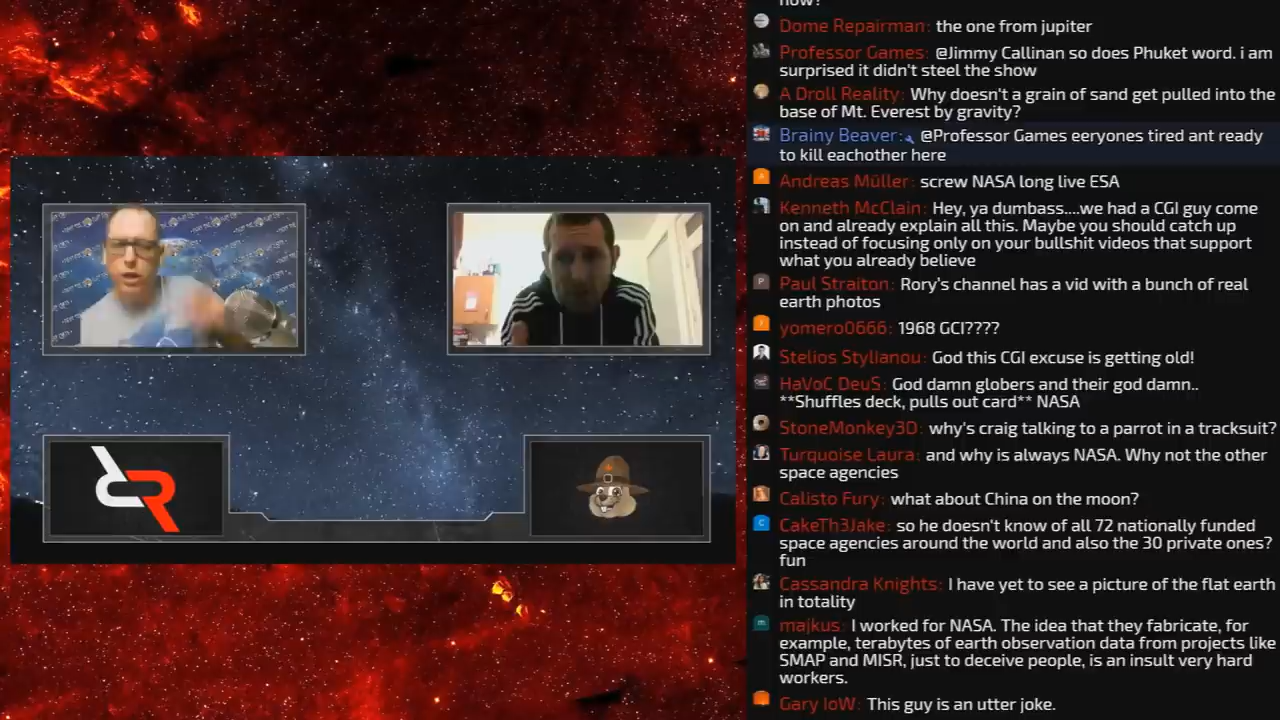 now?
Dome Repairman: the one from jupiter
Professor Games: @Jimmy Callinan so does Phuket word. i am
surprised it didn't steel the show
A Droll Reality: Why doesn't a grain of sand get pulled into the
base of Mt. Everest by gravity?
Brainy Beaver: @Professor Games eeryones tired ant ready
to kill eachother here
A
Andreas Müller: screw NASA long live ESA
Kenneth McClain: Hey, ya dumbass....we had a CGI guy come
on and already explain all this. Maybe you should catch up
instead of focusing only on your bullshit videos that support
what you already believe
P
Paul Straiton: Rory's channel has a vid with a bunch of real
earth photos
yomero0666: 1968 GCI????
Stelios Stylianou: God this CGI excuse is getting old!
HaVoC DeuS: God damn globers and their god damn..
**Shuffles deck, pulls out card** NASA
StoneMonkey3D: why's craig talking to a parrot in a tracksuit?
Turquoise Laura: and why is always NASA. Why not the other
space agencies
Calisto Fury: what about China on the moon?
C
CakeTh3Jake: so he doesn't know of all 72 nationally funded
space agencies around the world and also the 30 private ones?
fun
Cassandra Knights: I have yet to see a picture of the flat earth
in totality
m
majkus: I worked for NASA. The idea that they fabricate, for
example, terabytes of earth observation data from projects like
SMAP and MISR, just to deceive people, is an insult very hard
workers.
Gary IoW: This guy is an utter joke.